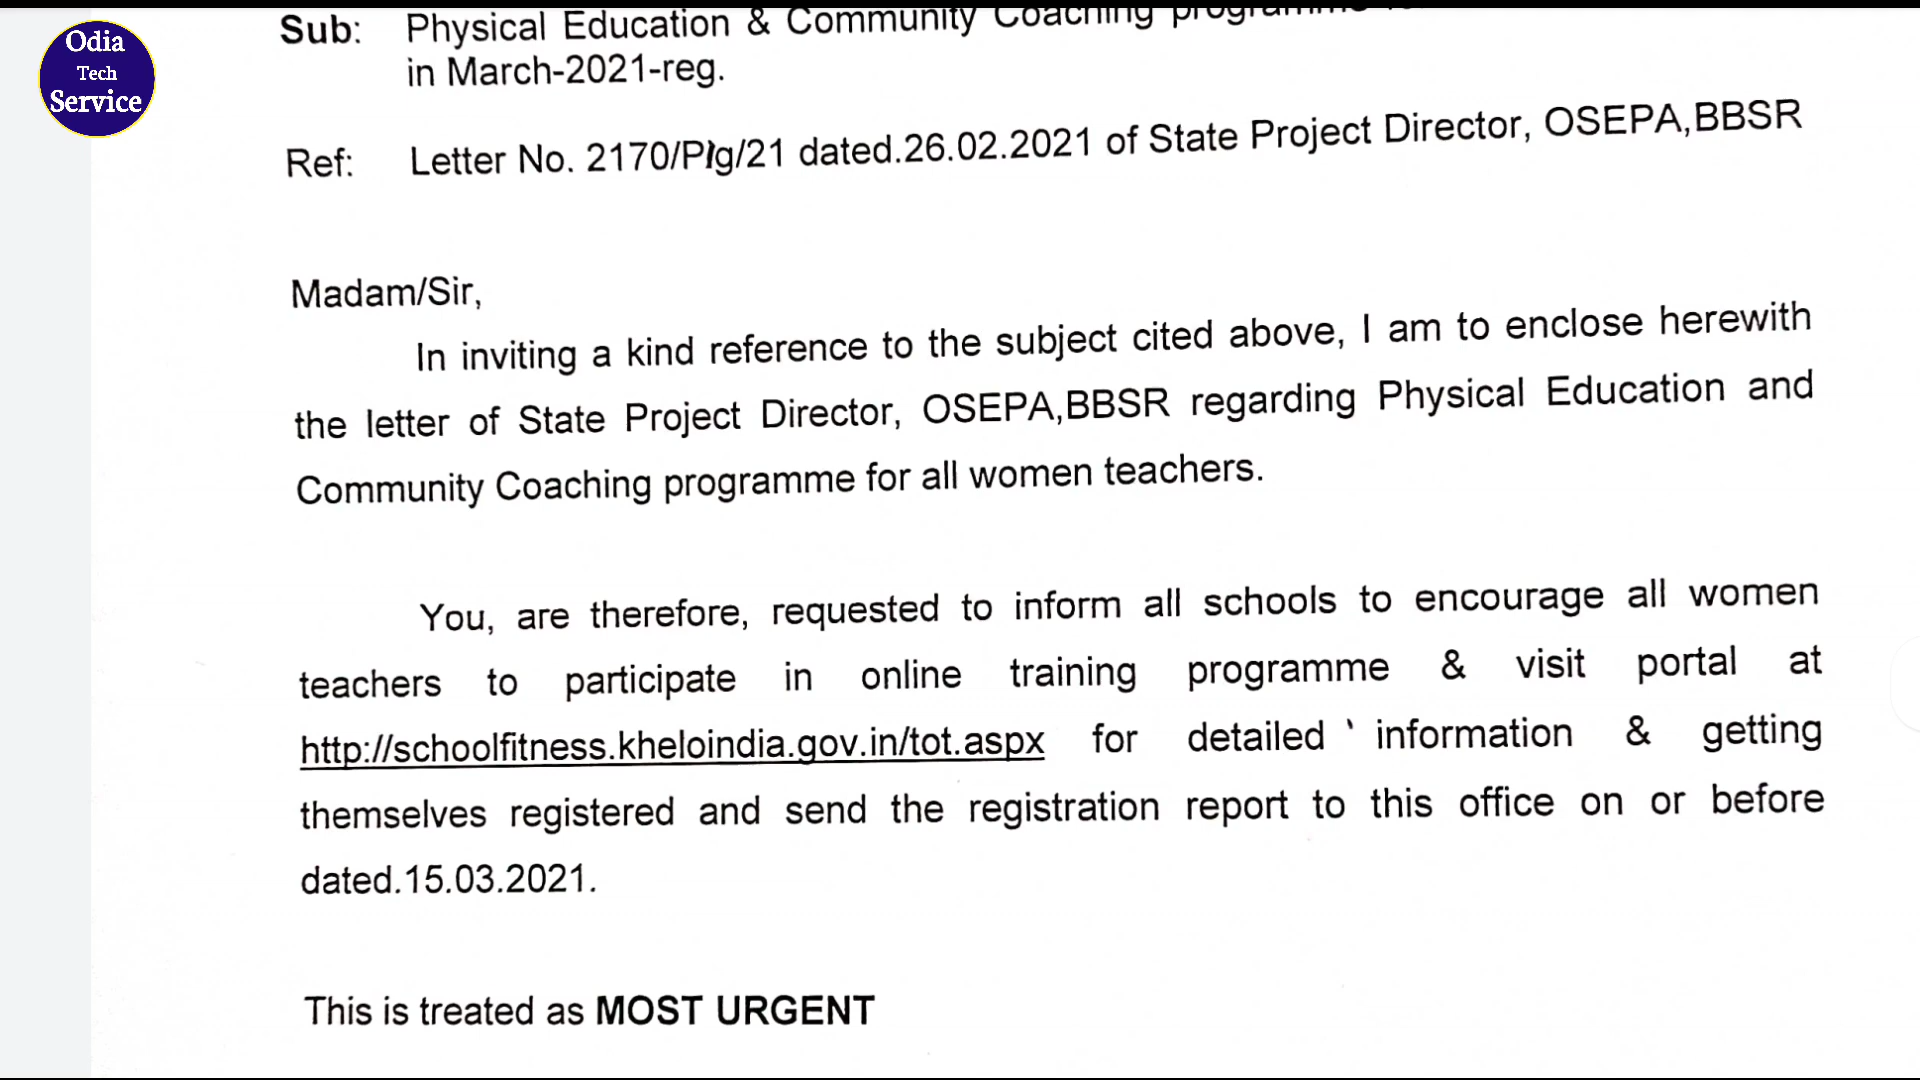 Odia
Tech
Service
Sub: Physical Education & Community Coaching programme
in March-2021-reg.
Ref: Letter No. 2170/Plg/21 dated.26.02.2021 of State Project Director, OSEPA,BBSR
Madam/Sir,
In inviting a kind reference to the subject cited above, I am to enclose herewith
the letter of State Project Director, OSEPA,BBSR regarding Physical Education and
Community Coaching programme for all women teachers.
You, are therefore, requested to inform all schools to encourage all women
teachers to participate in online training programme & visit portal at
http://schoolfitness.kheloindia.gov.in/tot.aspx for detailed information & getting
themselves registered and send the registration report to this office on or before
dated.15.03.2021.
This is treated as MOST URGENT